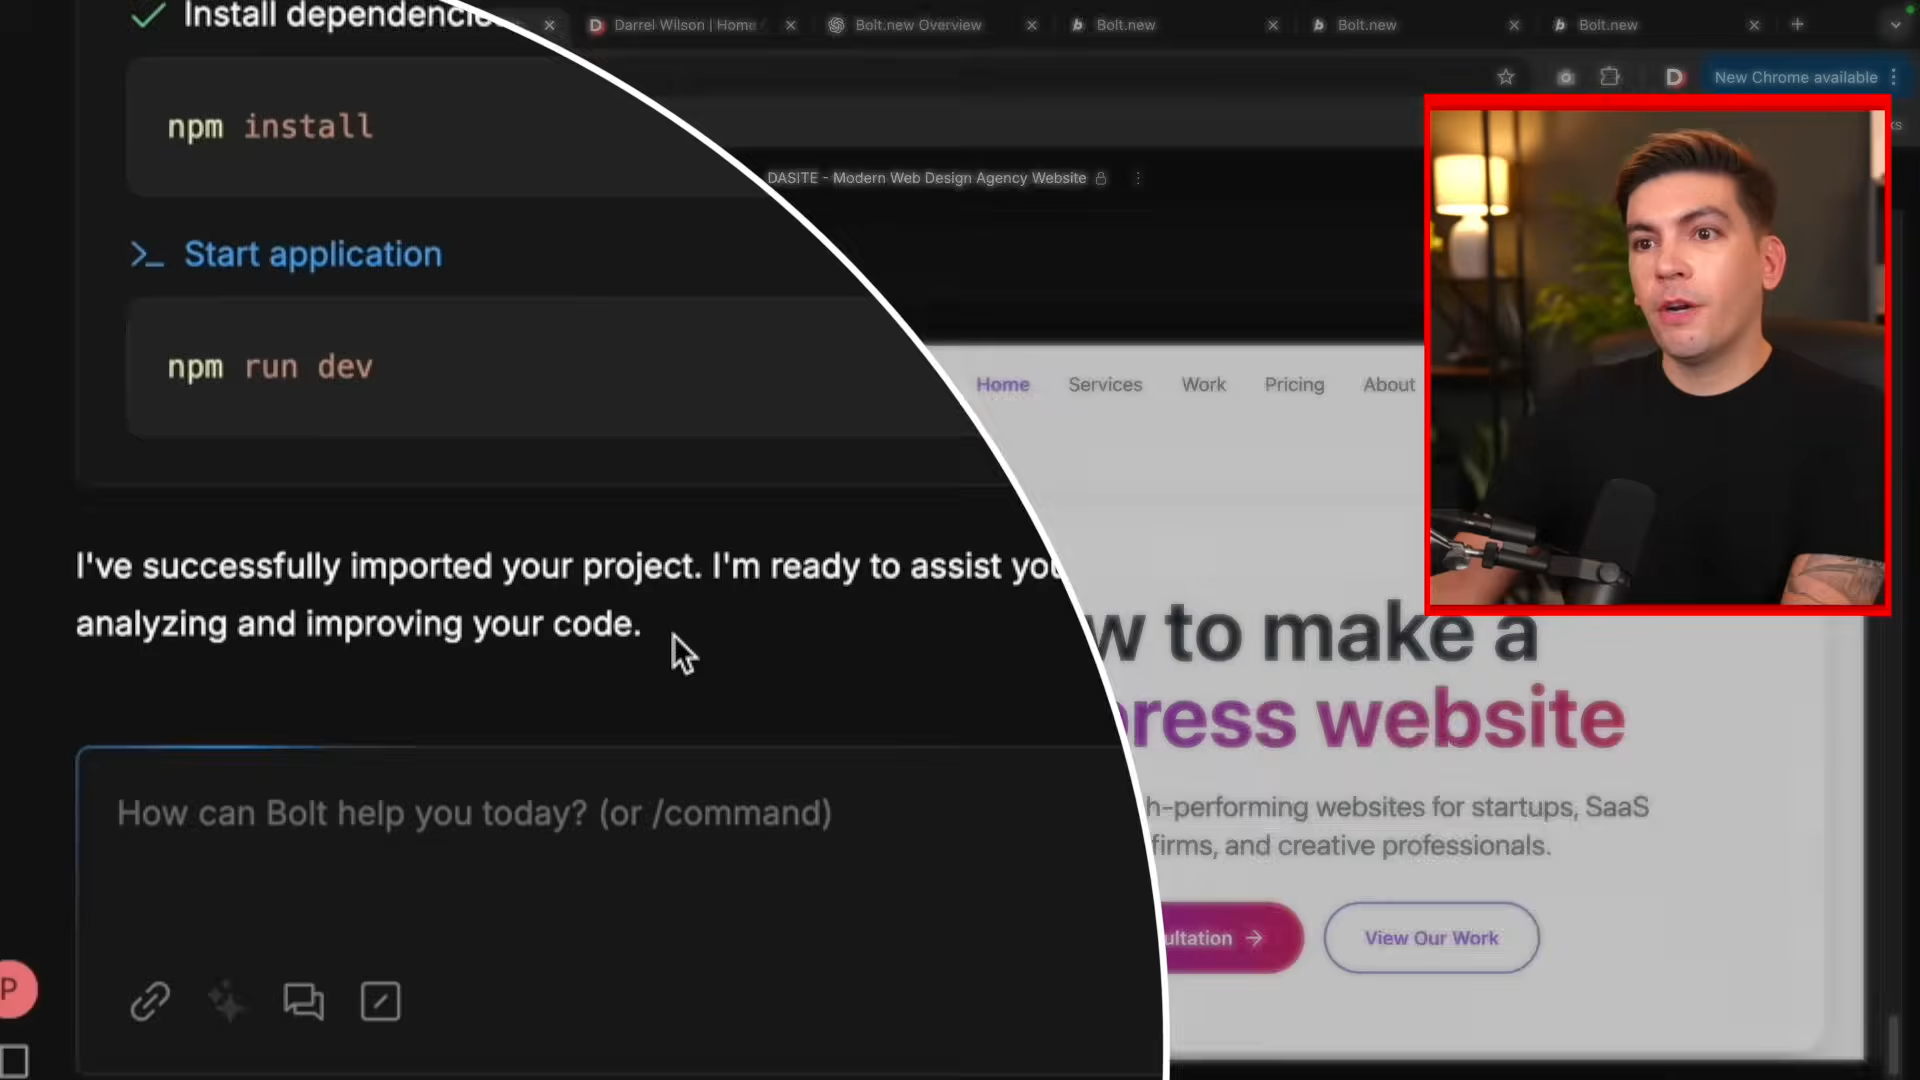 Install dependenci
Darrel Wilson | Home
Bolt.new Overview
Bolt.new
Bolt.new
Bolt.new
New Chrome available
npm install
DASITE - Modern Web Design Agency Website
Start application
npm run dev
Home
Services
Work
Pricing
About
I've successfully imported your project. I'm ready to assist you
analyzing and improving your code.
w to make a
press website
How can Bolt help you today? (or /command)
h-performing websites for startups, SaaS
firms, and creative professionals.
ultation
View Our Work
P